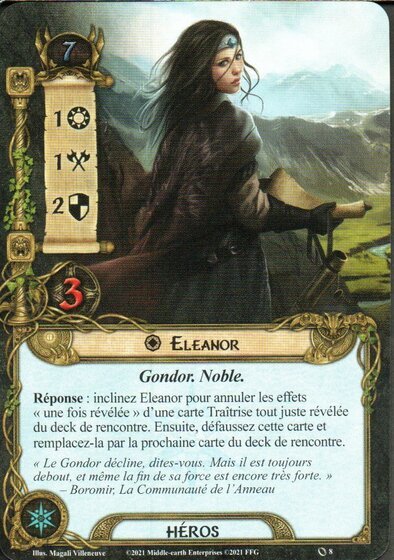 7
1
1
2
3
ELEANOR
Gondor. Noble.
Réponse : inclinez Eleanor pour annuler les effets
« une fois révélée » d'une carte Traîtrise tout juste révélée
du deck de rencontre. Ensuite, défaussez cette carte et
remplacez-la par la prochaine carte du deck de rencontre.
« Le Gondor décline, dites-vous. Mais il est toujours
debout, et même la fin de sa force est encore très forte. »
– Boromir, La Communauté de l'Anneau
HÉROS
Illus. Magali Villeneuve ©2021 Middle-earth Enterprises ©2021 FFG 8